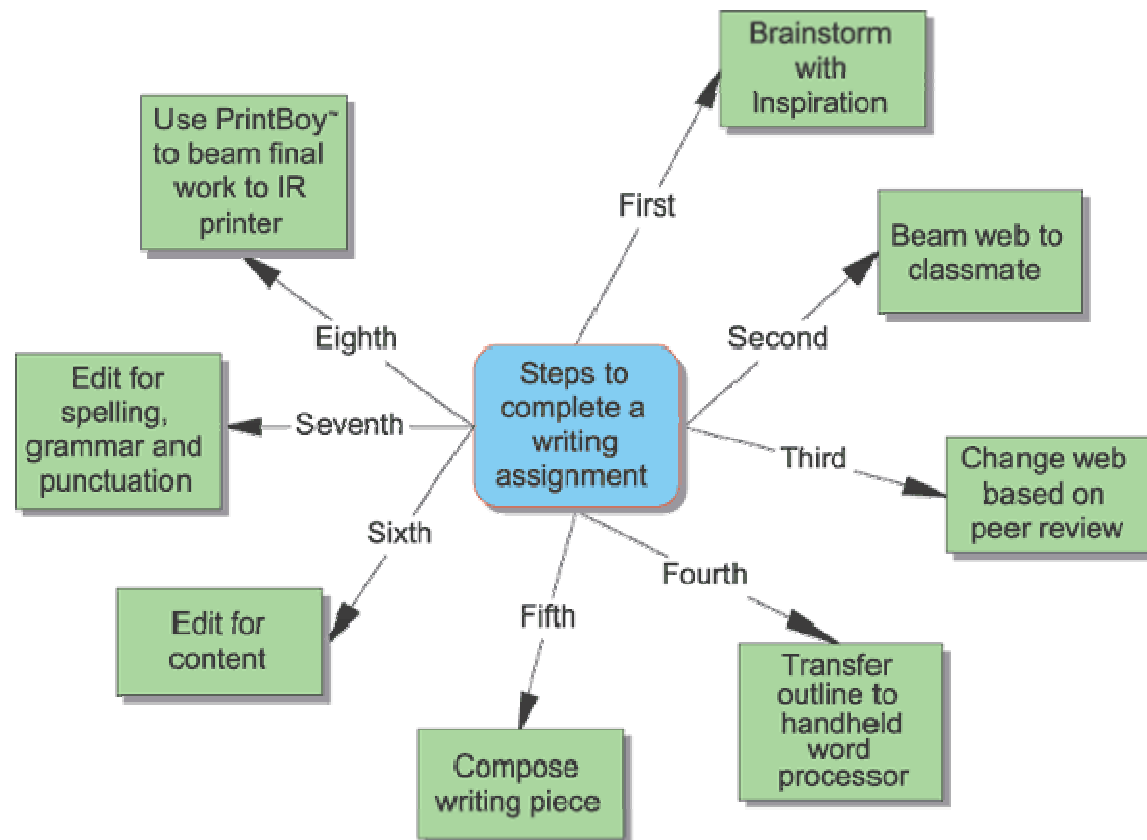 Steps to
complete a
writing
assignment
First
Brainstorm
with
Inspiration
Second
Beam web to
classmate
Third
Change web
based on
peer review
Fourth
Transfer
outline to
handheld
word
processor
Fifth
Compose
writing piece
Sixth
Edit for
content
Seventh
Edit for
spelling,
grammar and
punctuation
Eighth
Use PrintBoy™
to beam final
work to IR
printer